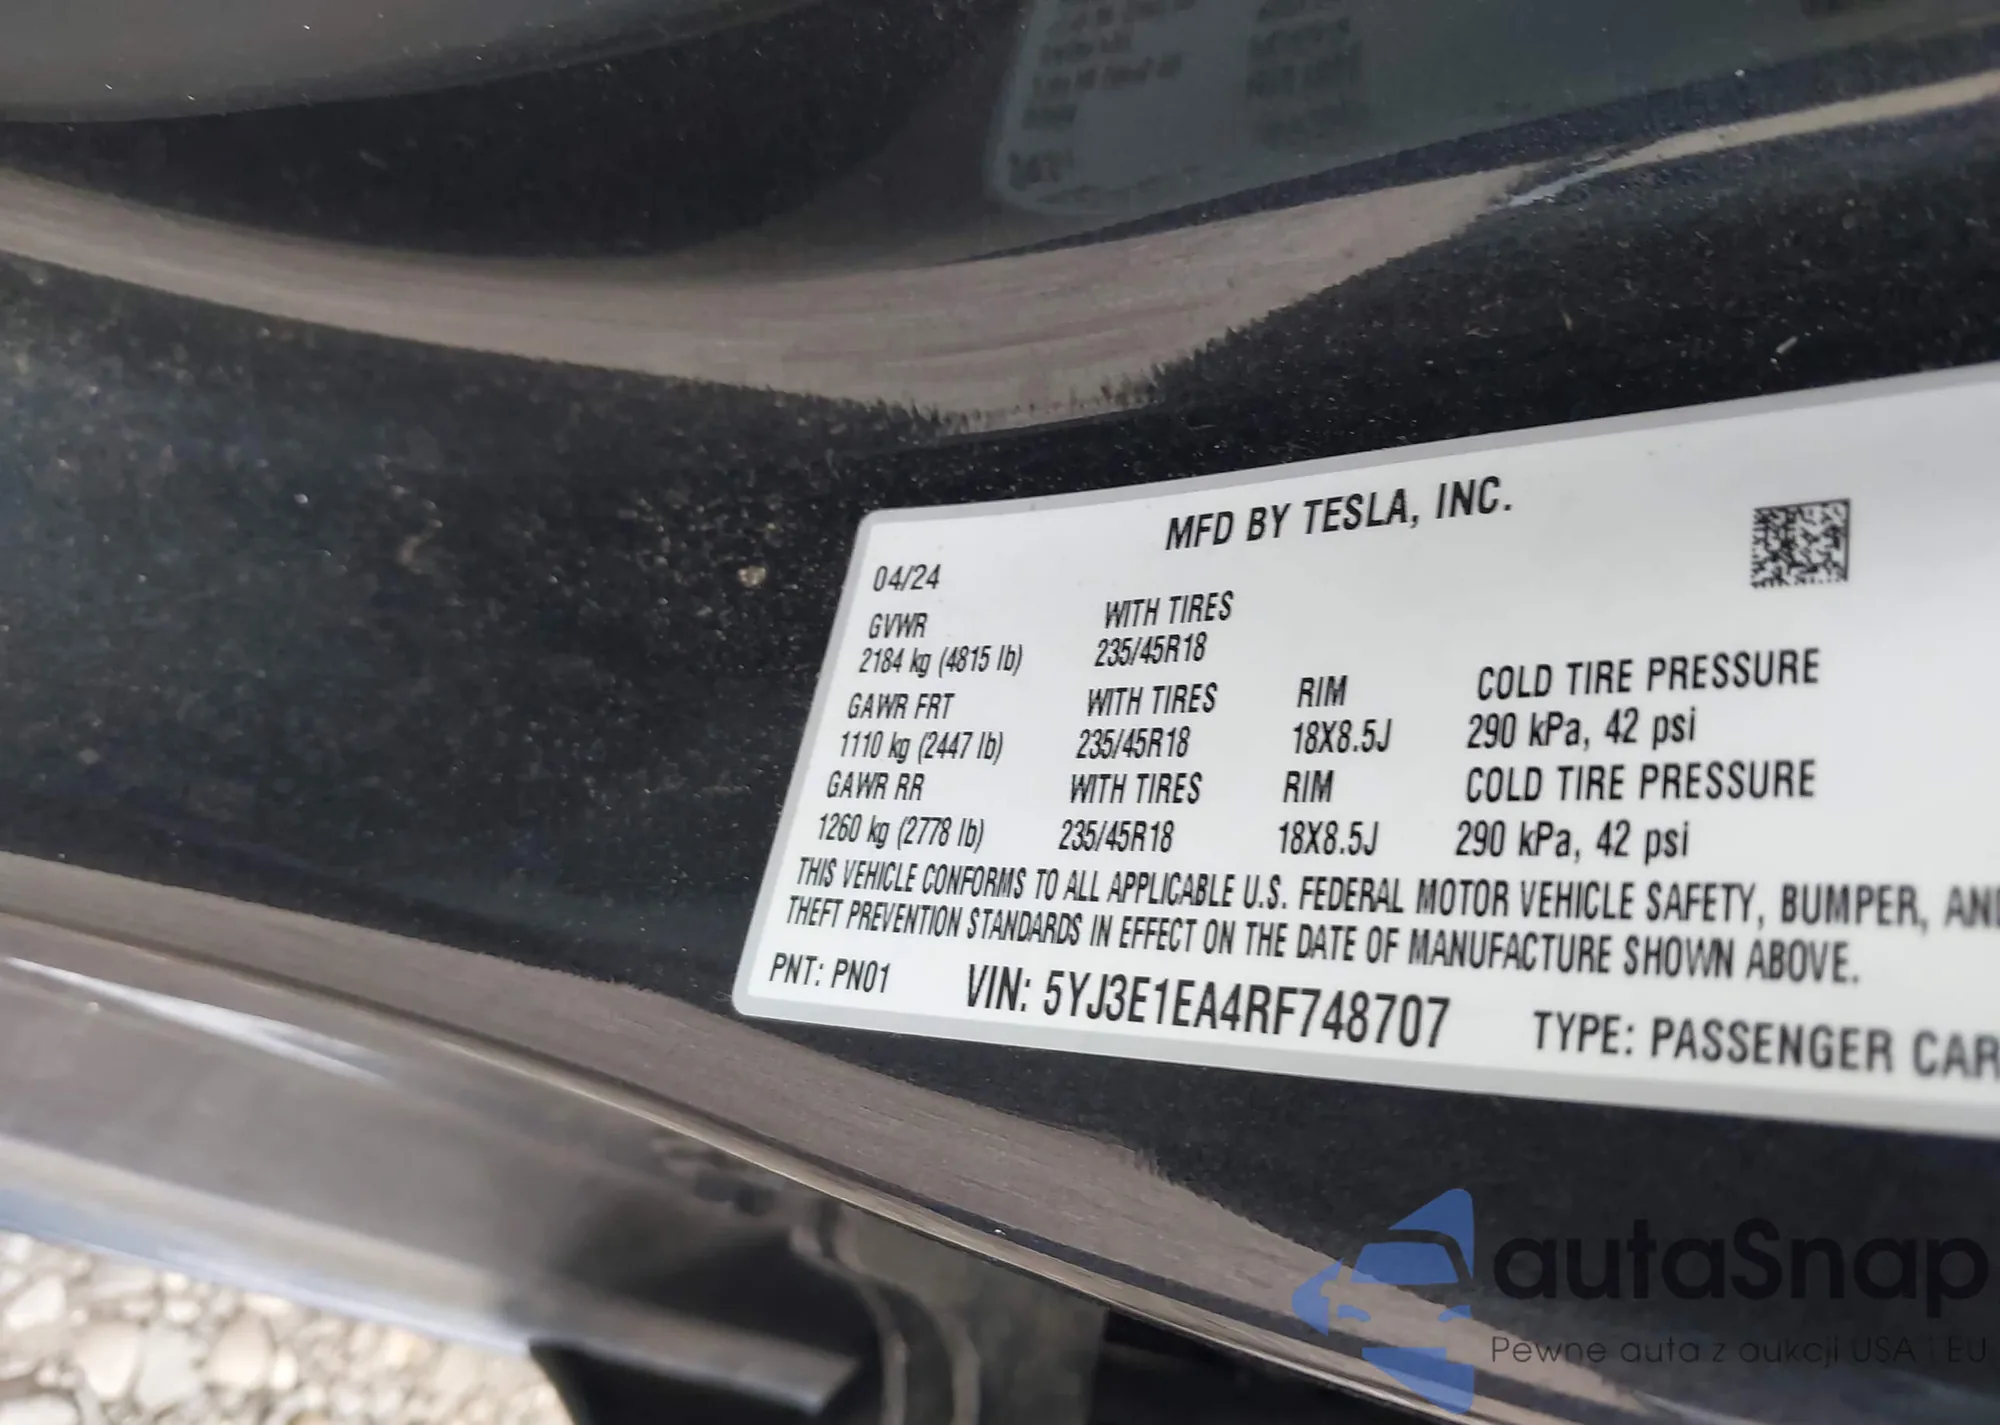 MFD BY TESLA, INC.
04/24
GVWR WITH TIRES
2184 kg (4815 lb) 235/45R18
GAWR FRT WITH TIRES RIM COLD TIRE PRESSURE
1110 kg (2447 lb) 235/45R18 18X8.5J 290 kPa, 42 psi
GAWR RR WITH TIRES RIM COLD TIRE PRESSURE
1260 kg (2778 lb) 235/45R18 18X8.5J 290 kPa, 42 psi
THIS VEHICLE CONFORMS TO ALL APPLICABLE U.S. FEDERAL MOTOR VEHICLE SAFETY, BUMPER, AND
THEFT PREVENTION STANDARDS IN EFFECT ON THE DATE OF MANUFACTURE SHOWN ABOVE.
PNT: PN01 VIN: 5YJ3E1EA4RF748707 TYPE: PASSENGER CAR
autaSnap
Pewne auta z aukcji USA i EU